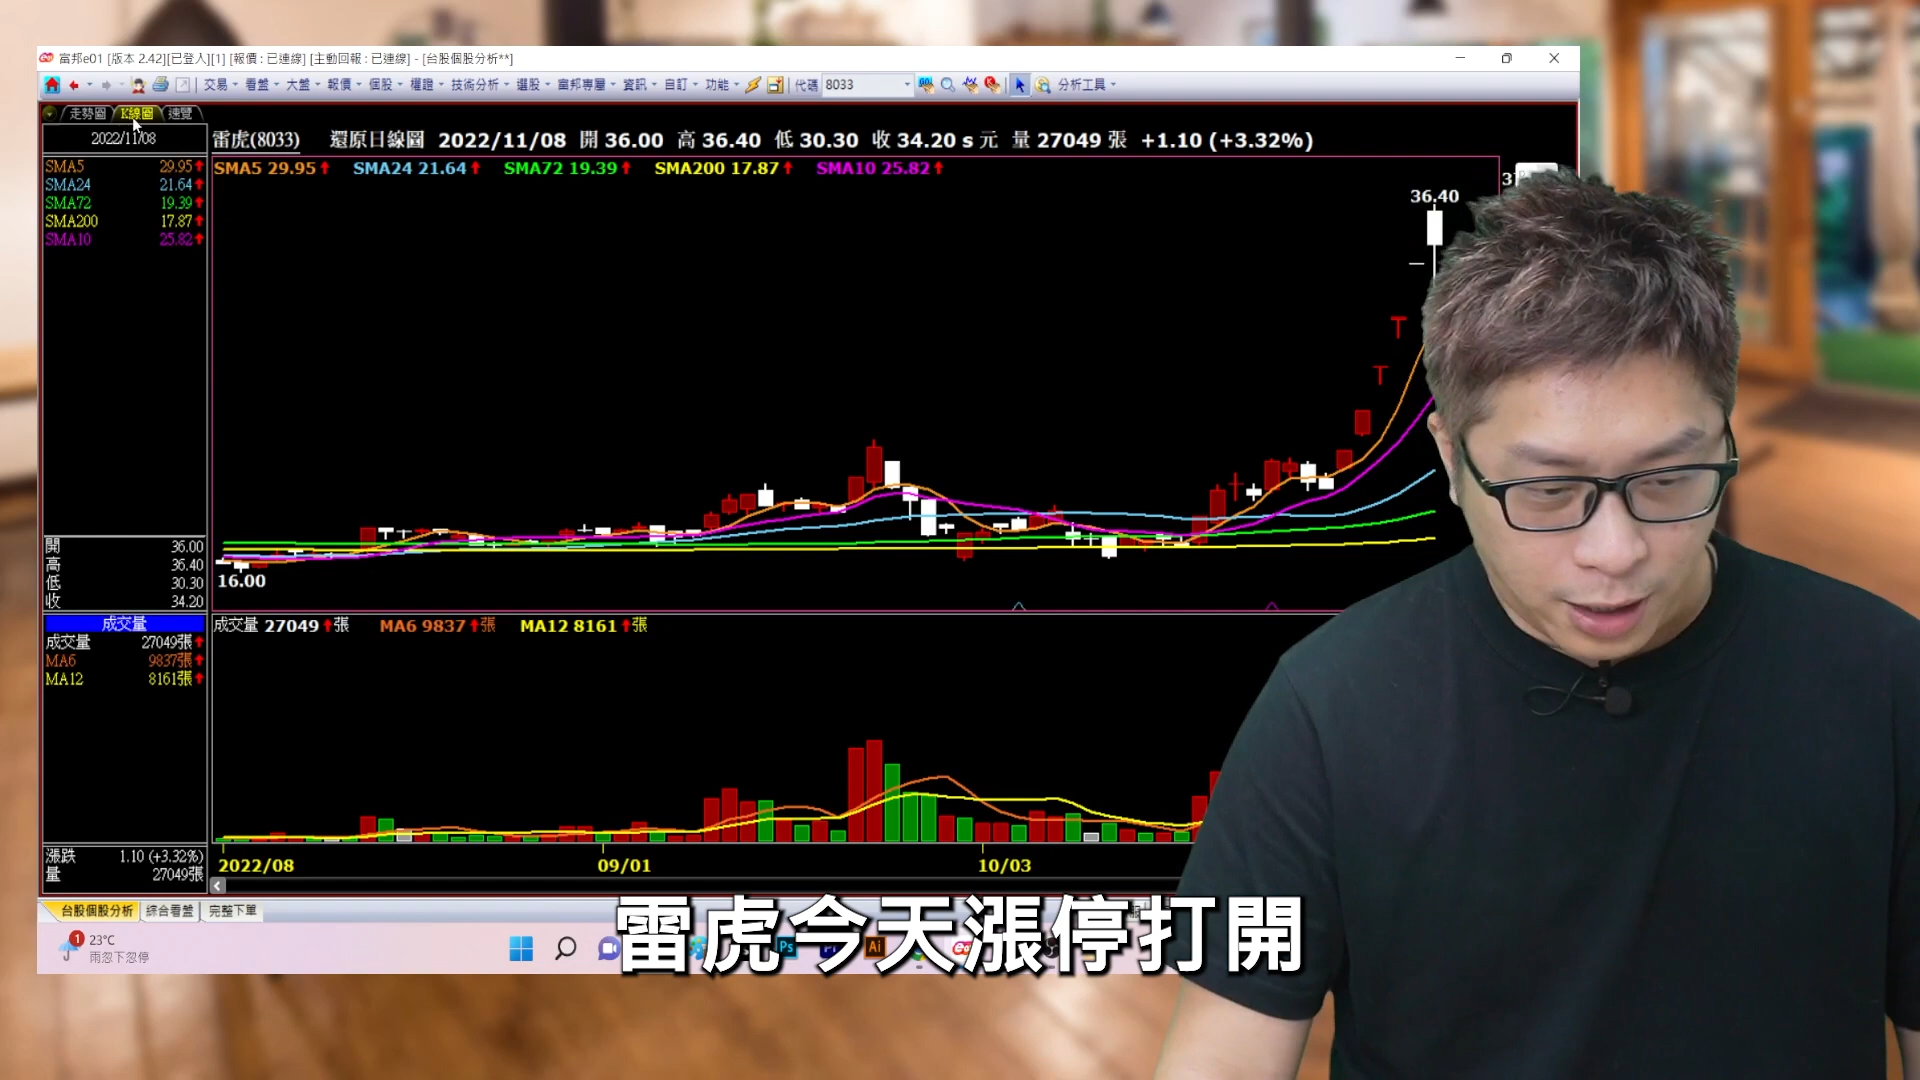 富邦e01 [版本 2.42][已登入][1] [報價 : 已連線] [主動回報 : 已連線] - [台股個股分析**]
交易 看盤 大盤 報價 個股 權證 技術分析 選股 富邦專屬 資訊 自訂 功能 代碼 8033 分析工具
走勢圖 K線圖 速覽
2022/11/08
雷虎(8033) 還原日線圖 2022/11/08 開 36.00 高 36.40 低 30.30 收 34.20 s 元 量 27049 張 +1.10 (+3.32%)
SMA5 29.95 SMA24 21.64 SMA72 19.39 SMA200 17.87 SMA10 25.82
SMA5 29.95
SMA24 21.64
SMA72 19.39
SMA200 17.87
SMA10 25.82
36.40
16.00
開 36.00
高 36.40
低 30.30
收 34.20
成交量
成交量 27049張
MA6 9837張
MA12 8161張
成交量 27049 張 MA6 9837 張 MA12 8161 張
漲跌 1.10 (+3.32%)
量 27049張
2022/08 09/01 10/03
台股個股分析 綜合看盤 完整下單
1 23°C
雨忽下忽停
Ps Ai
雷虎今天漲停打開